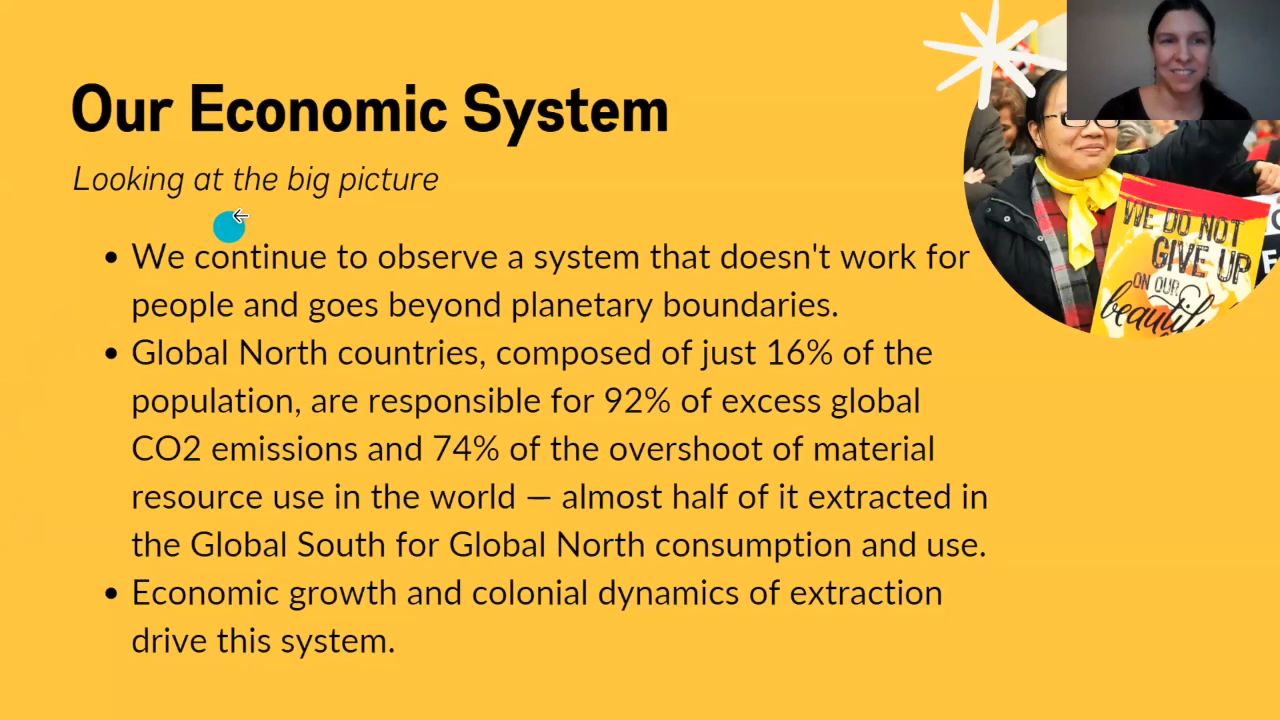 Our Economic System
Looking at the big picture
• We continue to observe a system that doesn't work for
people and goes beyond planetary boundaries.
• Global North countries, composed of just 16% of the
population, are responsible for 92% of excess global
CO2 emissions and 74% of the overshoot of material
resource use in the world — almost half of it extracted in
the Global South for Global North consumption and use.
• Economic growth and colonial dynamics of extraction
drive this system.
WE DO NOT
GIVE UP
ON OUR
beautiful